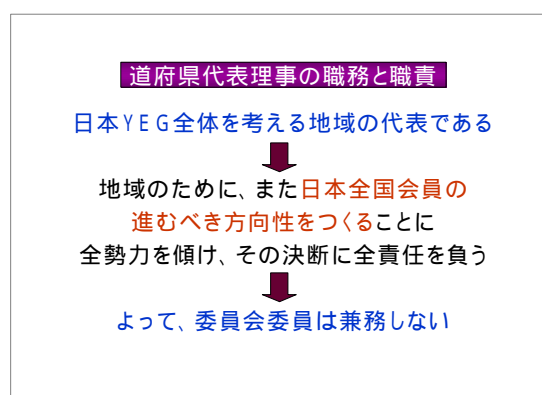 道府県代表理事の職務と職責
日本YEG全体を考える地域の代表である
地域のために、また日本全国会員の
進むべき方向性をつくることに
全勢力を傾け、その決断に全責任を負う
よって、委員会委員は兼務しない